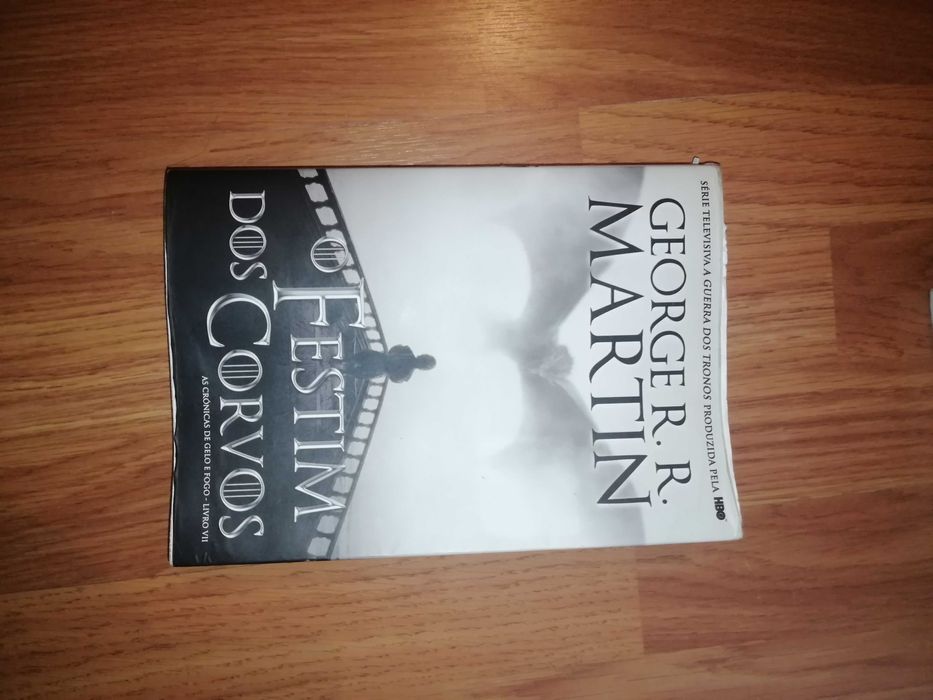 SÉRIE TELEVISIVA A GUERRA DOS TRONOS PRODUZIDA PELA HBO
GEORGE R. R.
MARTIN
O FESTIM
DOS CORVOS
AS CRÓNICAS DE GELO E FOGO - LIVRO VII